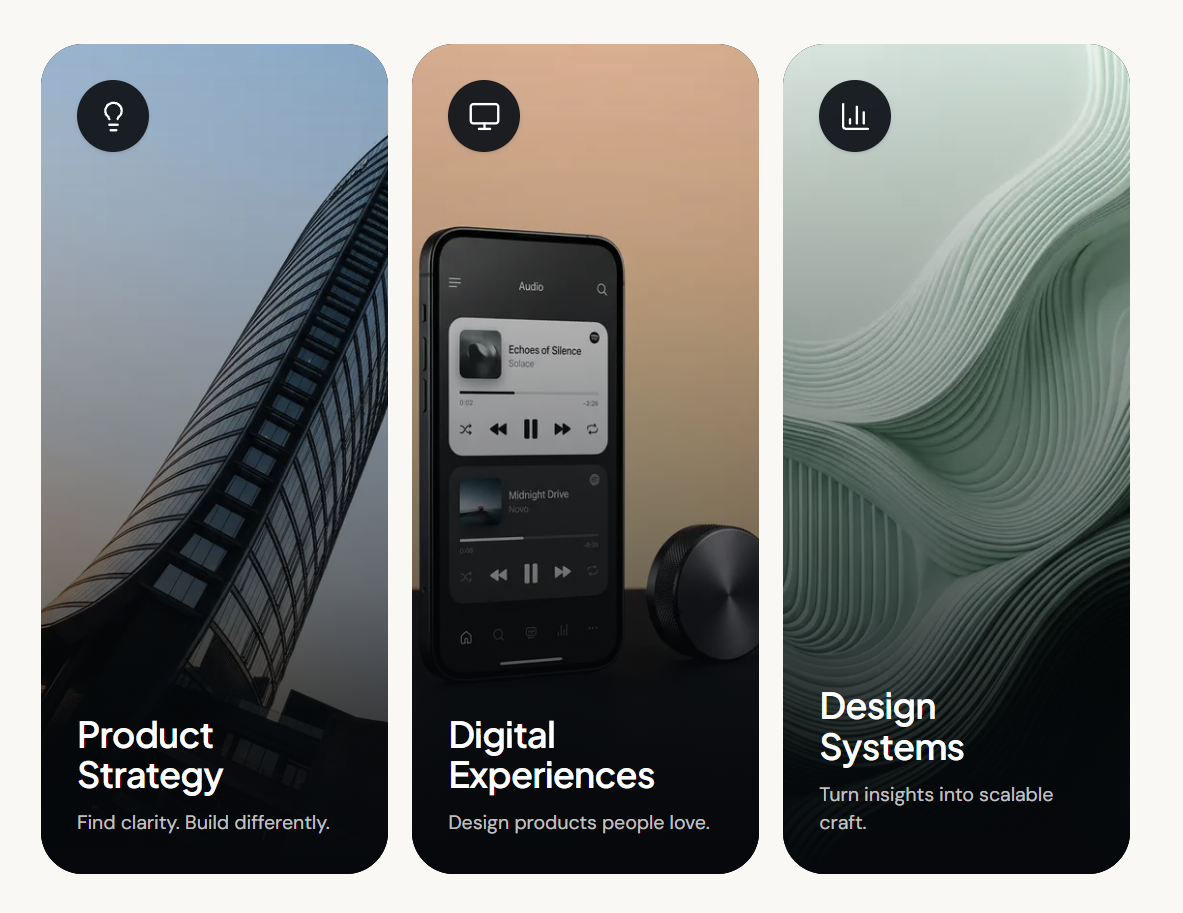 Audio
Echoes of Silence
Solace
0:02
-2:26
Midnight Drive
Novo
Product
Strategy
Find clarity. Build differently.
Digital
Experiences
Design products people love.
Design
Systems
Turn insights into scalable
craft.